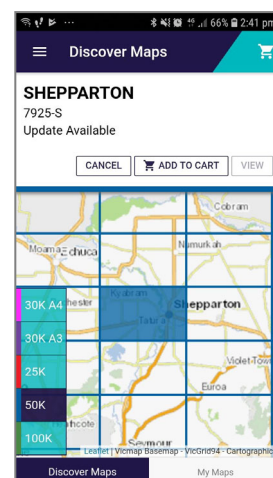 66% 2:41 pm
Discover Maps
SHEPPARTON
7925-S
Update Available
CANCEL
ADD TO CART
VIEW
Cobram
Moama
Echuca
Numurkah
30K A4
Kyabram
Shepparton
Tatura
30K A3
25K
Violet Town
50K
Euroa
100K
Seymour
Leaflet | Vicmap Basemap - VicGrid94 - Cartographic
Discover Maps
My Maps